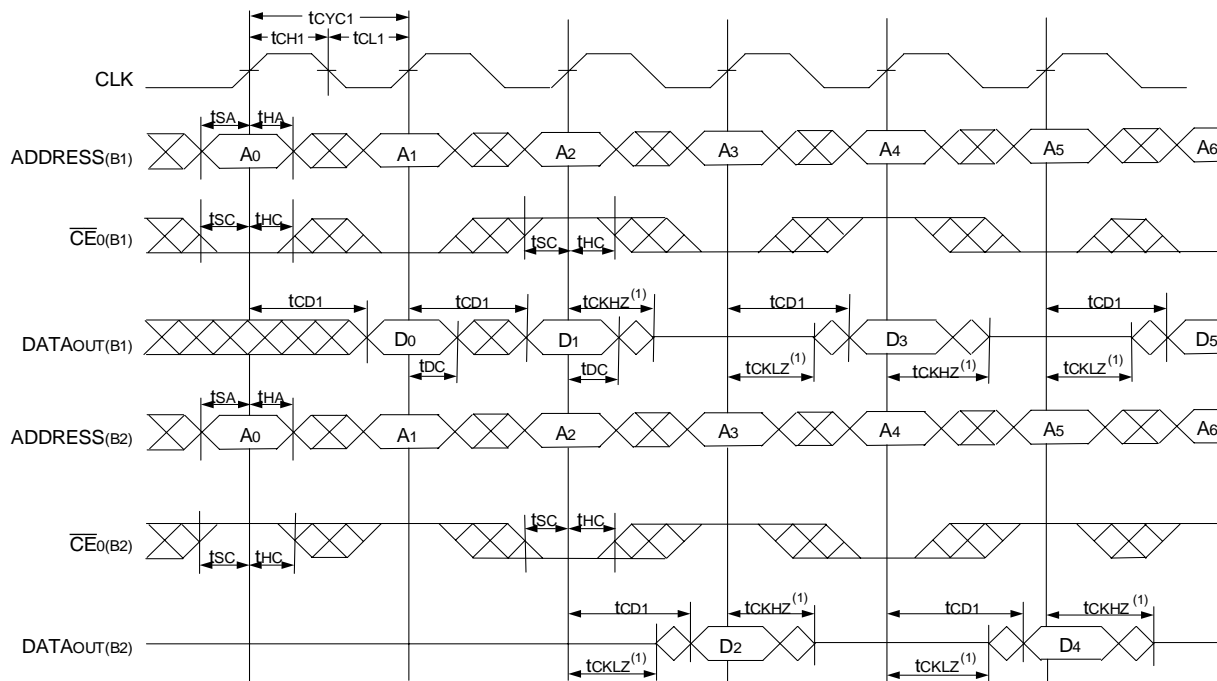 tCYC1
tCH1 tCL1
CLK
tSA tHA
ADDRESS(B1) A0 A1 A2 A3 A4 A5 A6
tSC tHC tSC tHC
CE0(B1)
tCD1 tCD1 tCKHZ(1) tCD1 tCD1
DATAOUT(B1) D0 D1 D3 D5
tDC tDC tCKLZ(1) tCKHZ(1) tCKLZ(1)
tSA tHA
ADDRESS(B2) A0 A1 A2 A3 A4 A5 A6
tSC tHC
CE0(B2)
tSC tHC
tCD1 tCKHZ(1) tCD1 tCKHZ(1)
DATAOUT(B2) D2 D4
tCKLZ(1) tCKLZ(1)